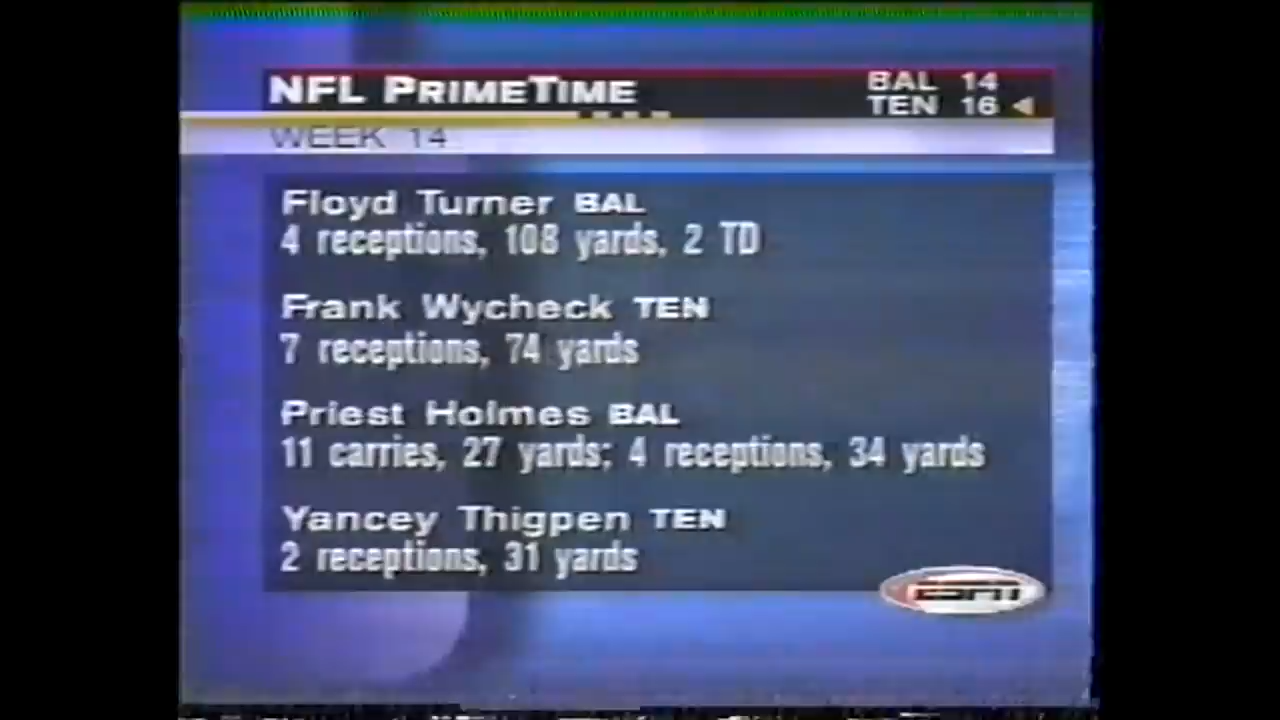 NFL PRIMETIME
BAL 14
TEN 16
WEEK 14
Floyd Turner BAL
4 receptions, 108 yards, 2 TD
Frank Wycheck TEN
7 receptions, 74 yards
Priest Holmes BAL
11 carries, 27 yards; 4 receptions, 34 yards
Yancey Thigpen TEN
2 receptions, 31 yards
ESPN